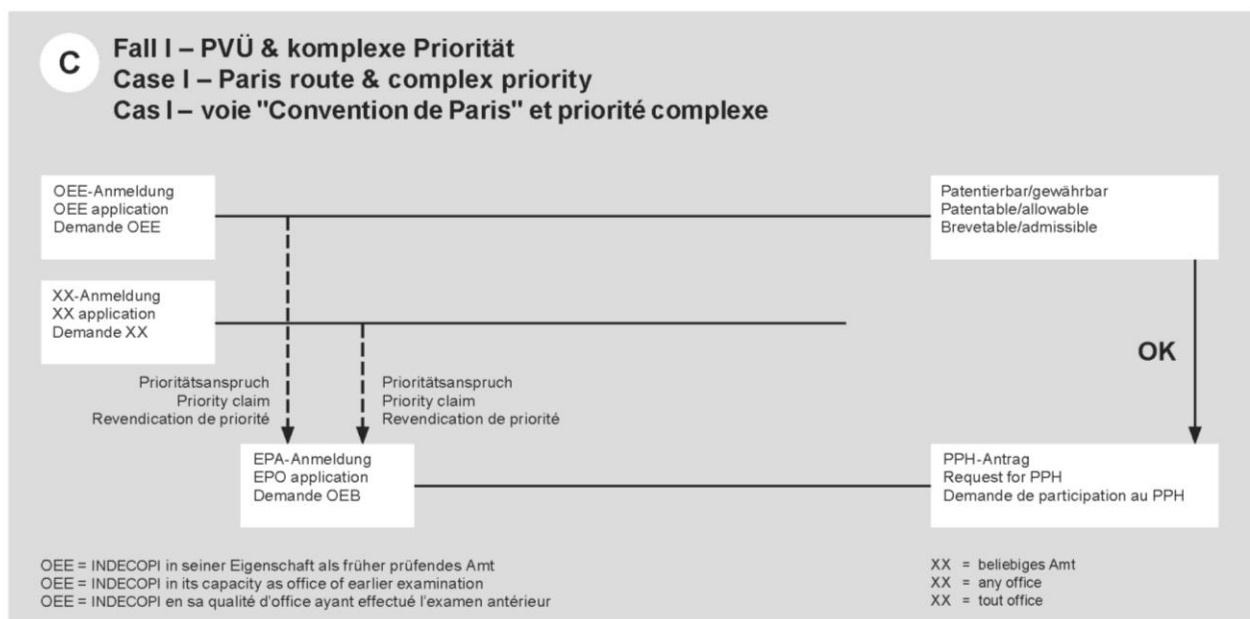 C
Fall I – PVÜ & komplexe Priorität
Case I – Paris route & complex priority
Cas I – voie "Convention de Paris" et priorité complexe
OEE-Anmeldung
OEE application
Demande OEE
Patentierbar/gewährbar
Patentable/allowable
Brevetable/admissible
XX-Anmeldung
XX application
Demande XX
OK
Prioritätsanspruch
Priority claim
Revendication de priorité
Prioritätsanspruch
Priority claim
Revendication de priorité
EPA-Anmeldung
EPO application
Demande OEB
PPH-Antrag
Request for PPH
Demande de participation au PPH
OEE = INDECOPI in seiner Eigenschaft als früher prüfendes Amt
OEE = INDECOPI in its capacity as office of earlier examination
OEE = INDECOPI en sa qualité d'office ayant effectué l'examen antérieur
XX = beliebiges Amt
XX = any office
XX = tout office